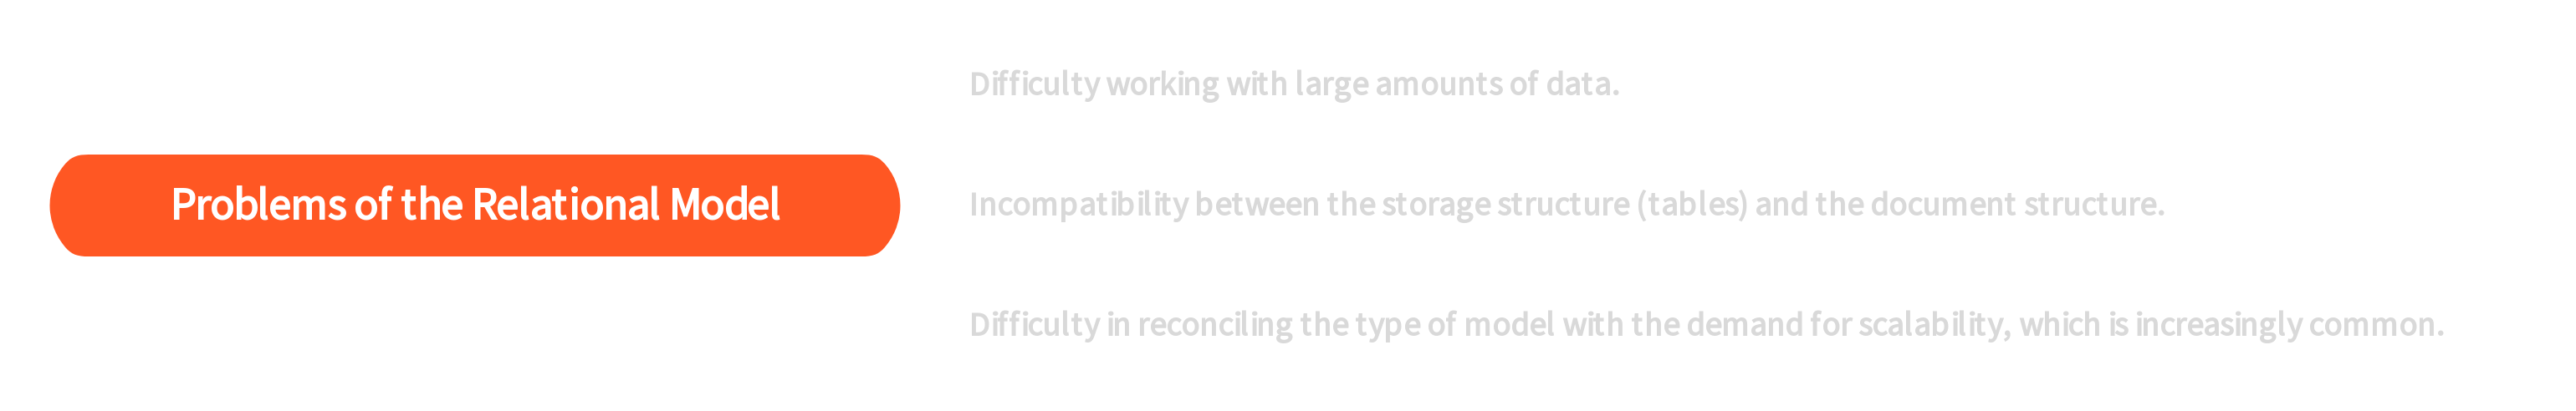 Problems of the Relational Model
Difficulty working with large amounts of data.
Incompatibility between the storage structure (tables) and the document structure.
Difficulty in reconciling the type of model with the demand for scalability, which is increasingly common.